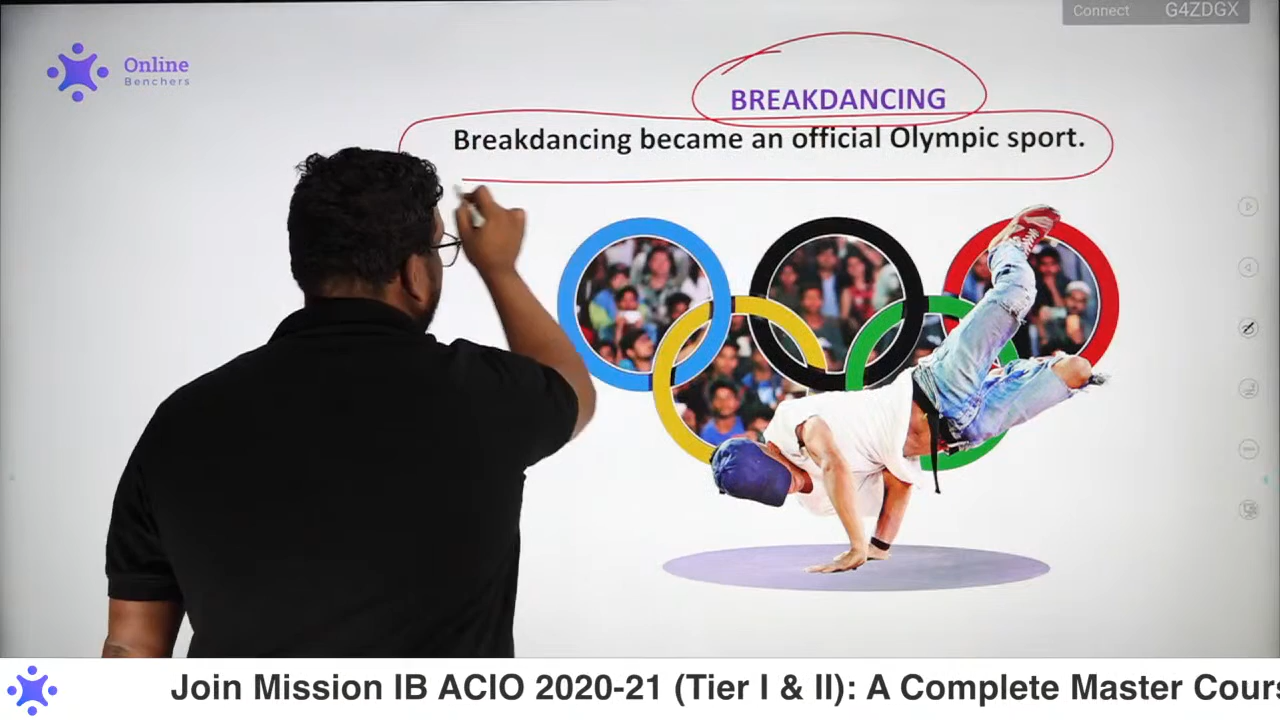 Connect G4ZDGX
Online
Benchers
BREAKDANCING
Breakdancing became an official Olympic sport.
Join Mission IB ACIO 2020-21 (Tier I & II): A Complete Master Cours